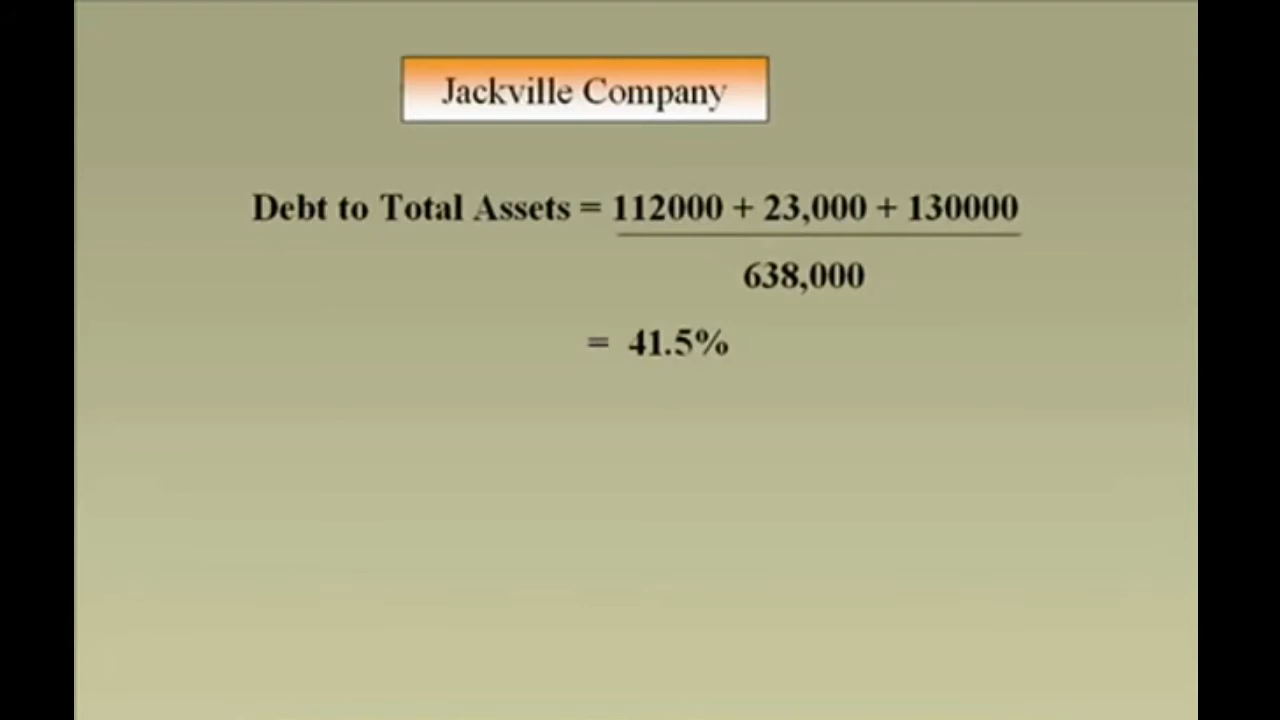 Jackville Company
Debt to Total Assets = 112000 + 23,000 + 130000
638,000
= 41.5%